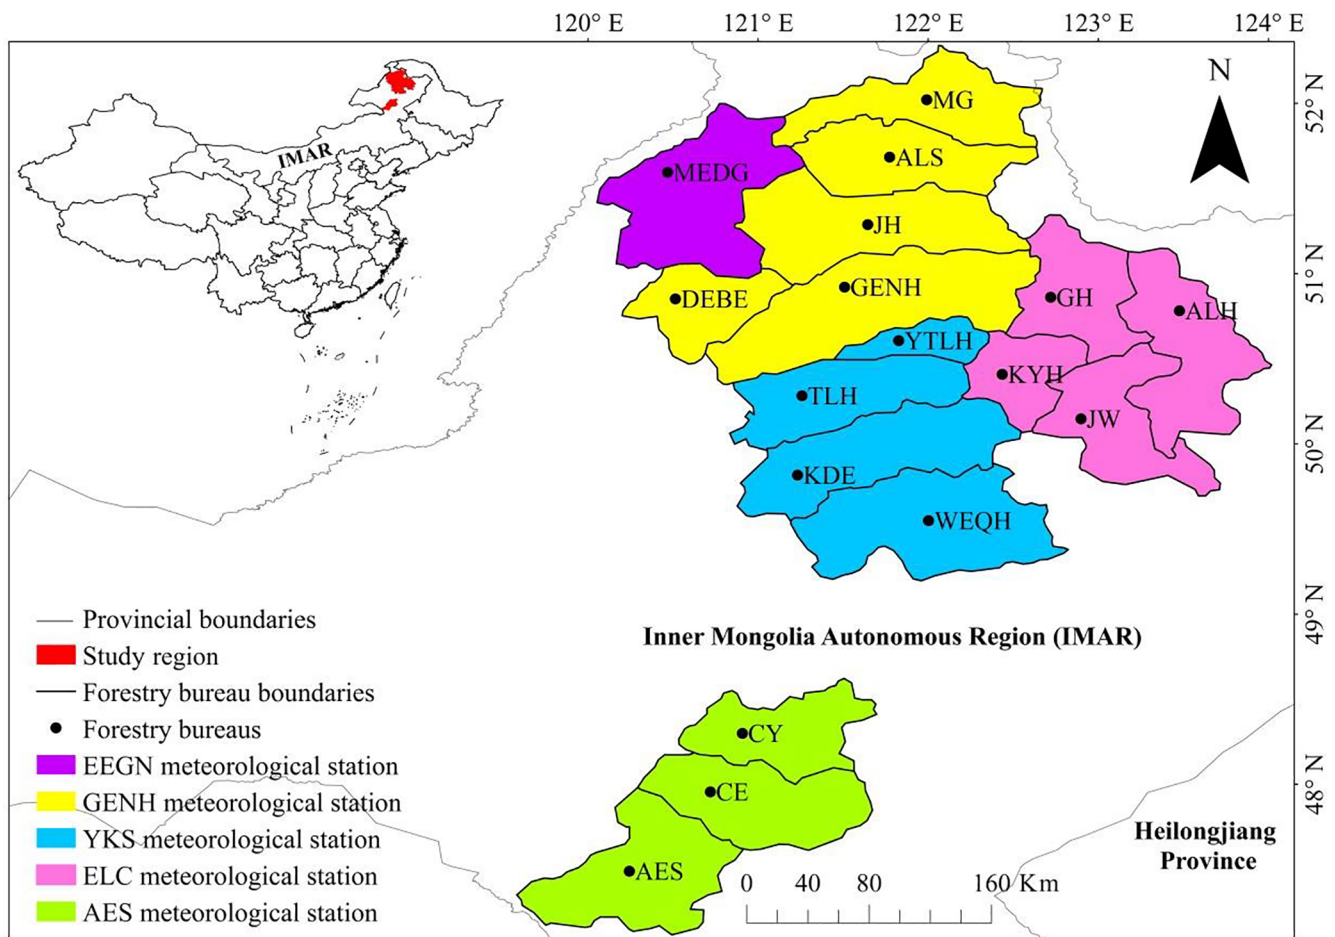 120° E 121° E 122° E 123° E 124° E
N
52° N
51° N
50° N
49° N
48° N
IMAR
MG
ALS
MEDG
JH
GENH
DEBE
GH
ALH
YTLH
KYH
TLH
JW
KDE
WEQH
Inner Mongolia Autonomous Region (IMAR)
CY
CE
AES
Heilongjiang
Province
0 40 80 160 Km
Provincial boundaries
Study region
Forestry bureau boundaries
Forestry bureaus
EEGN meteorological station
GENH meteorological station
YKS meteorological station
ELC meteorological station
AES meteorological station